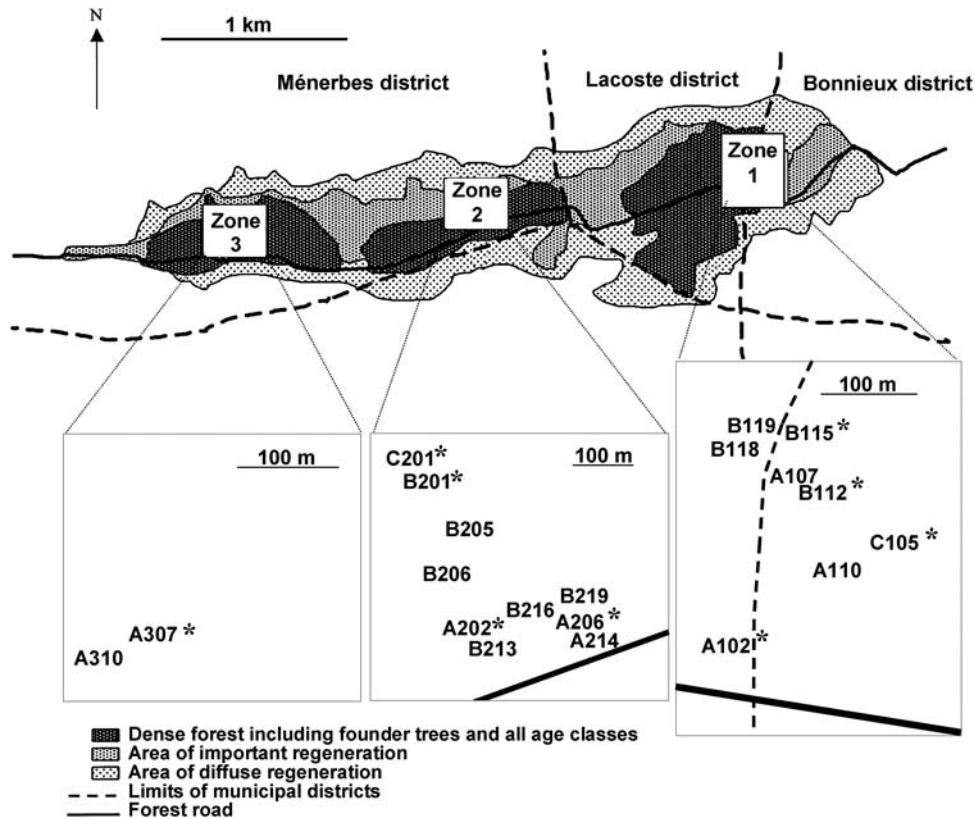 N
1 km
Ménerbes district
Lacoste district
Bonnieux district
Zone
1
Zone
2
Zone
3
100 m
A307 *
A310
100 m
C201 *
B201 *
B205
B206
B219
B216
A206 *
A202 *
A214
B213
100 m
B119
B115 *
B118
A107
B112 *
C105 *
A110
A102 *
Dense forest including founder trees and all age classes
Area of important regeneration
Area of diffuse regeneration
Limits of municipal districts
Forest road